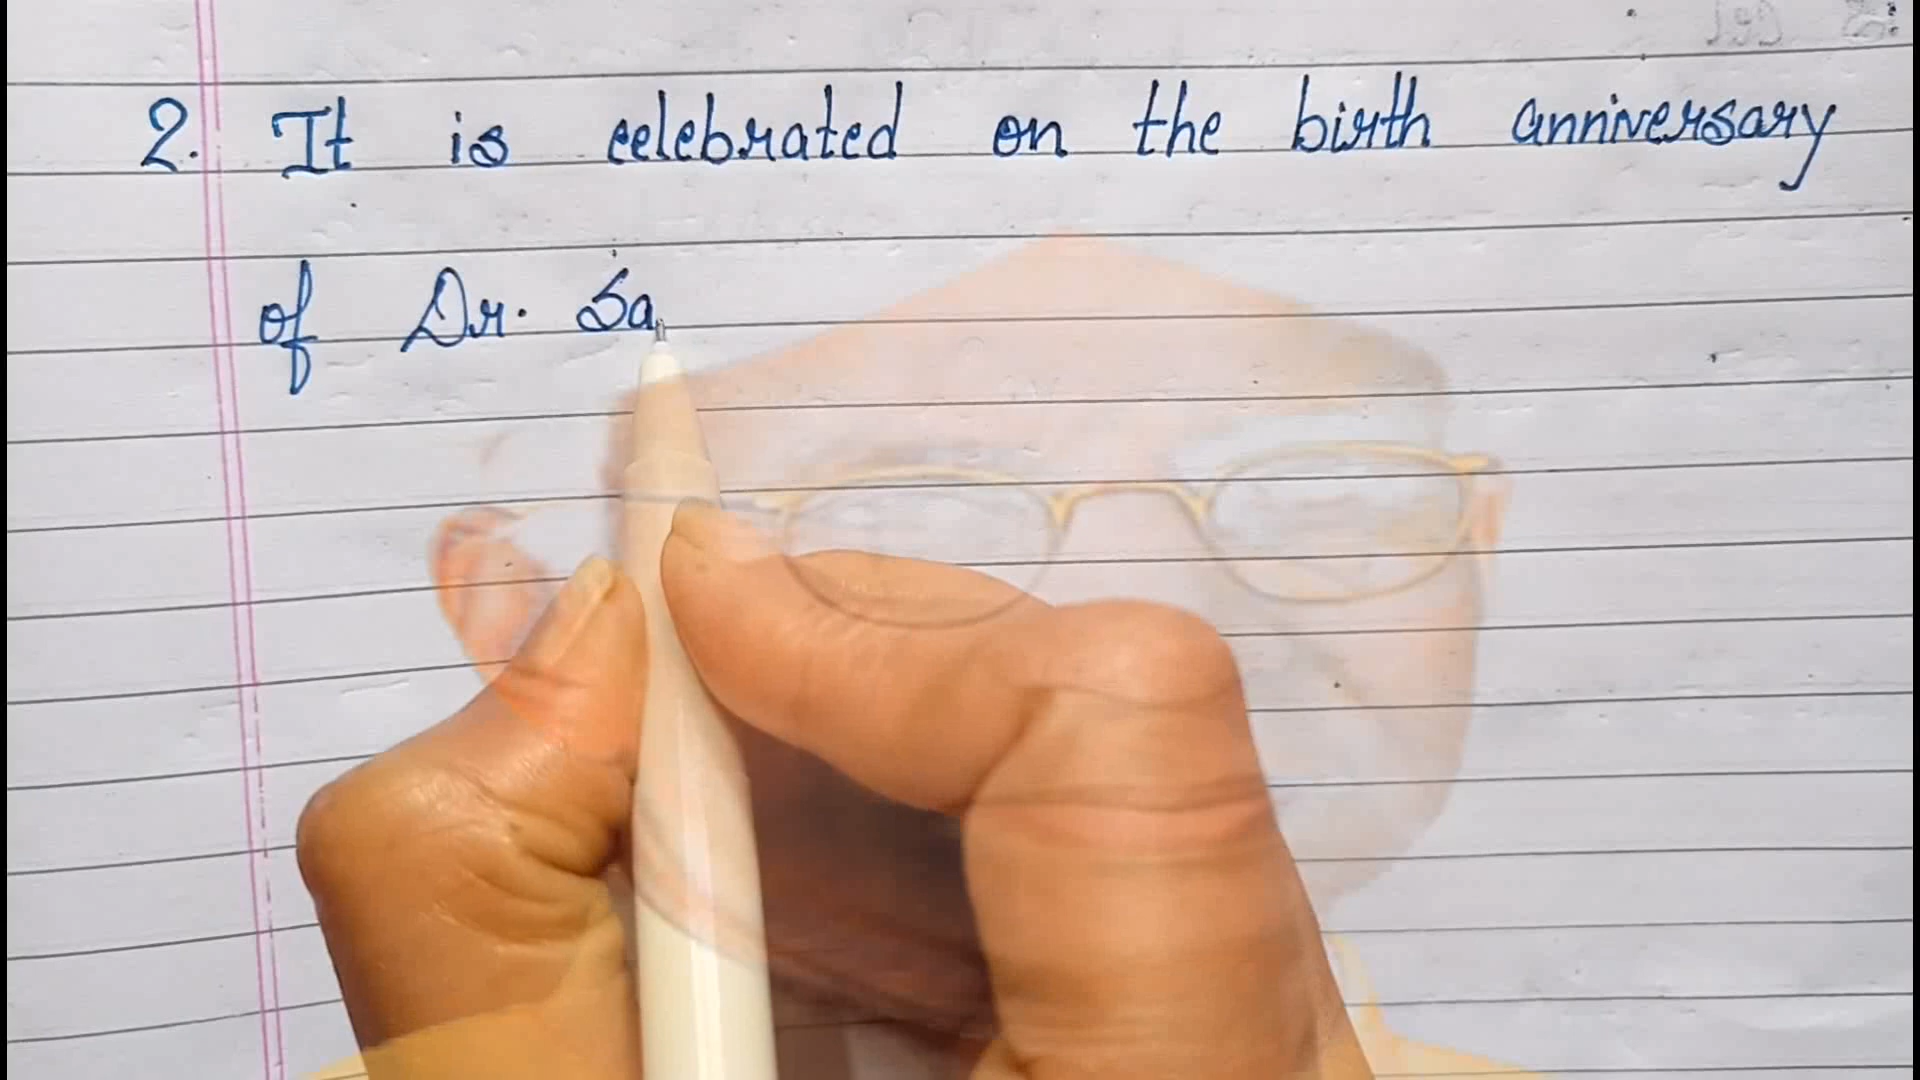 2. It is celebrated on the birth anniversary
of Dr. Sa